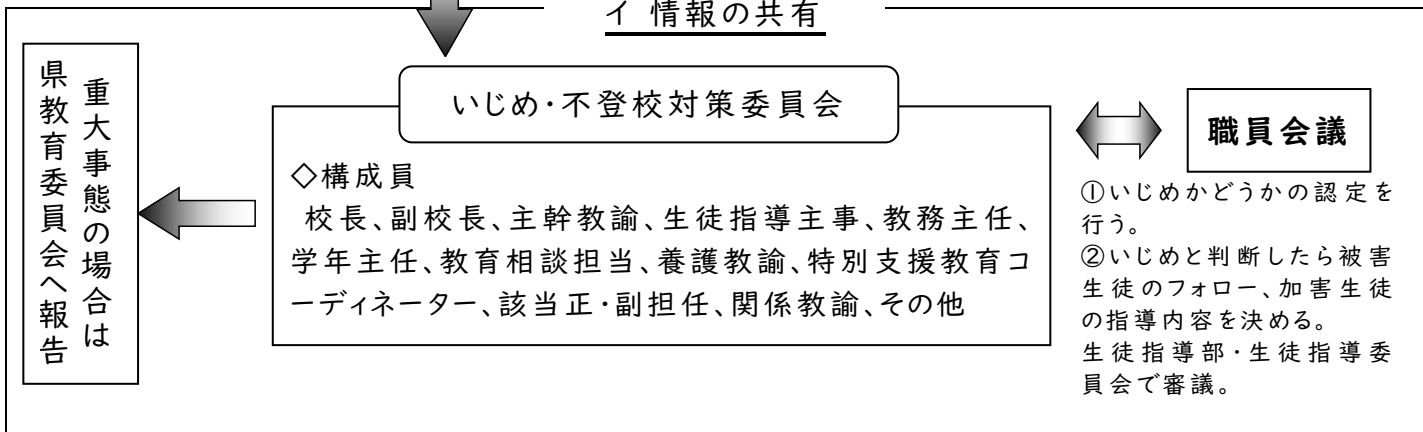 イ 情報の共有
いじめ・不登校対策委員会
◇構成員
校長、副校長、主幹教諭、生徒指導主事、教務主任、
学年主任、教育相談担当、養護教諭、特別支援教育コ
ーディネーター、該当正・副担任、関係教諭、その他
重大事態の場合は
県教育委員会へ報告
職員会議
①いじめかどうかの認定を
行う。
②いじめと判断したら被害
生徒のフォロー、加害生徒
の指導内容を決める。
生徒指導部・生徒指導委
員会で審議。